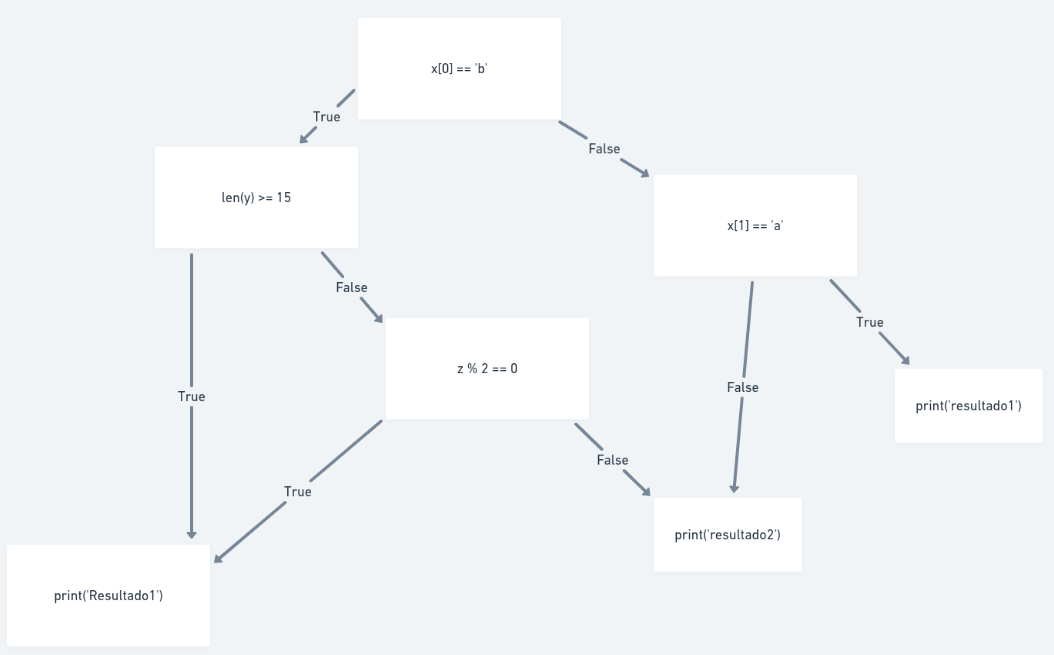 x[0] == 'b'
True
False
len(y) >= 15
x[1] == 'a'
False
True
z % 2 == 0
False
True
print('resultado1')
False
True
print('resultado2')
print('Resultado1')